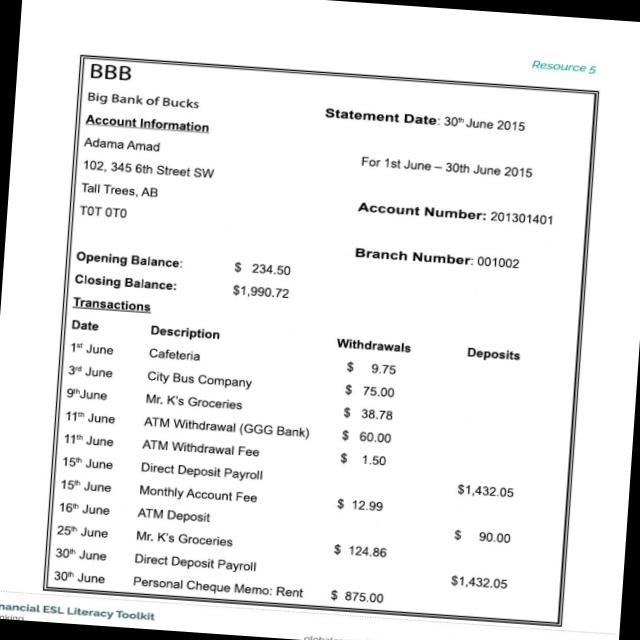 Resource 5
BBB
Big Bank of Bucks
Statement Date: 30th June 2015
Account Information
Adama Amad
For 1st June – 30th June 2015
102, 345 6th Street SW
Tall Trees, AB
Account Number: 201301401
T0T 0T0
Branch Number: 001002
Opening Balance: $ 234.50
Closing Balance: $1,990.72
Transactions
Date Description Withdrawals Deposits
1st June Cafeteria $ 9.75
3rd June City Bus Company $ 75.00
9th June Mr. K's Groceries $ 38.78
11th June ATM Withdrawal (GGG Bank) $ 60.00
11th June ATM Withdrawal Fee $ 1.50
15th June Direct Deposit Payroll $1,432.05
15th June Monthly Account Fee $ 12.99
16th June ATM Deposit $ 90.00
25th June Mr. K's Groceries $ 124.86
30th June Direct Deposit Payroll $1,432.05
30th June Personal Cheque Memo: Rent $ 875.00
nancial ESL Literacy Toolkit